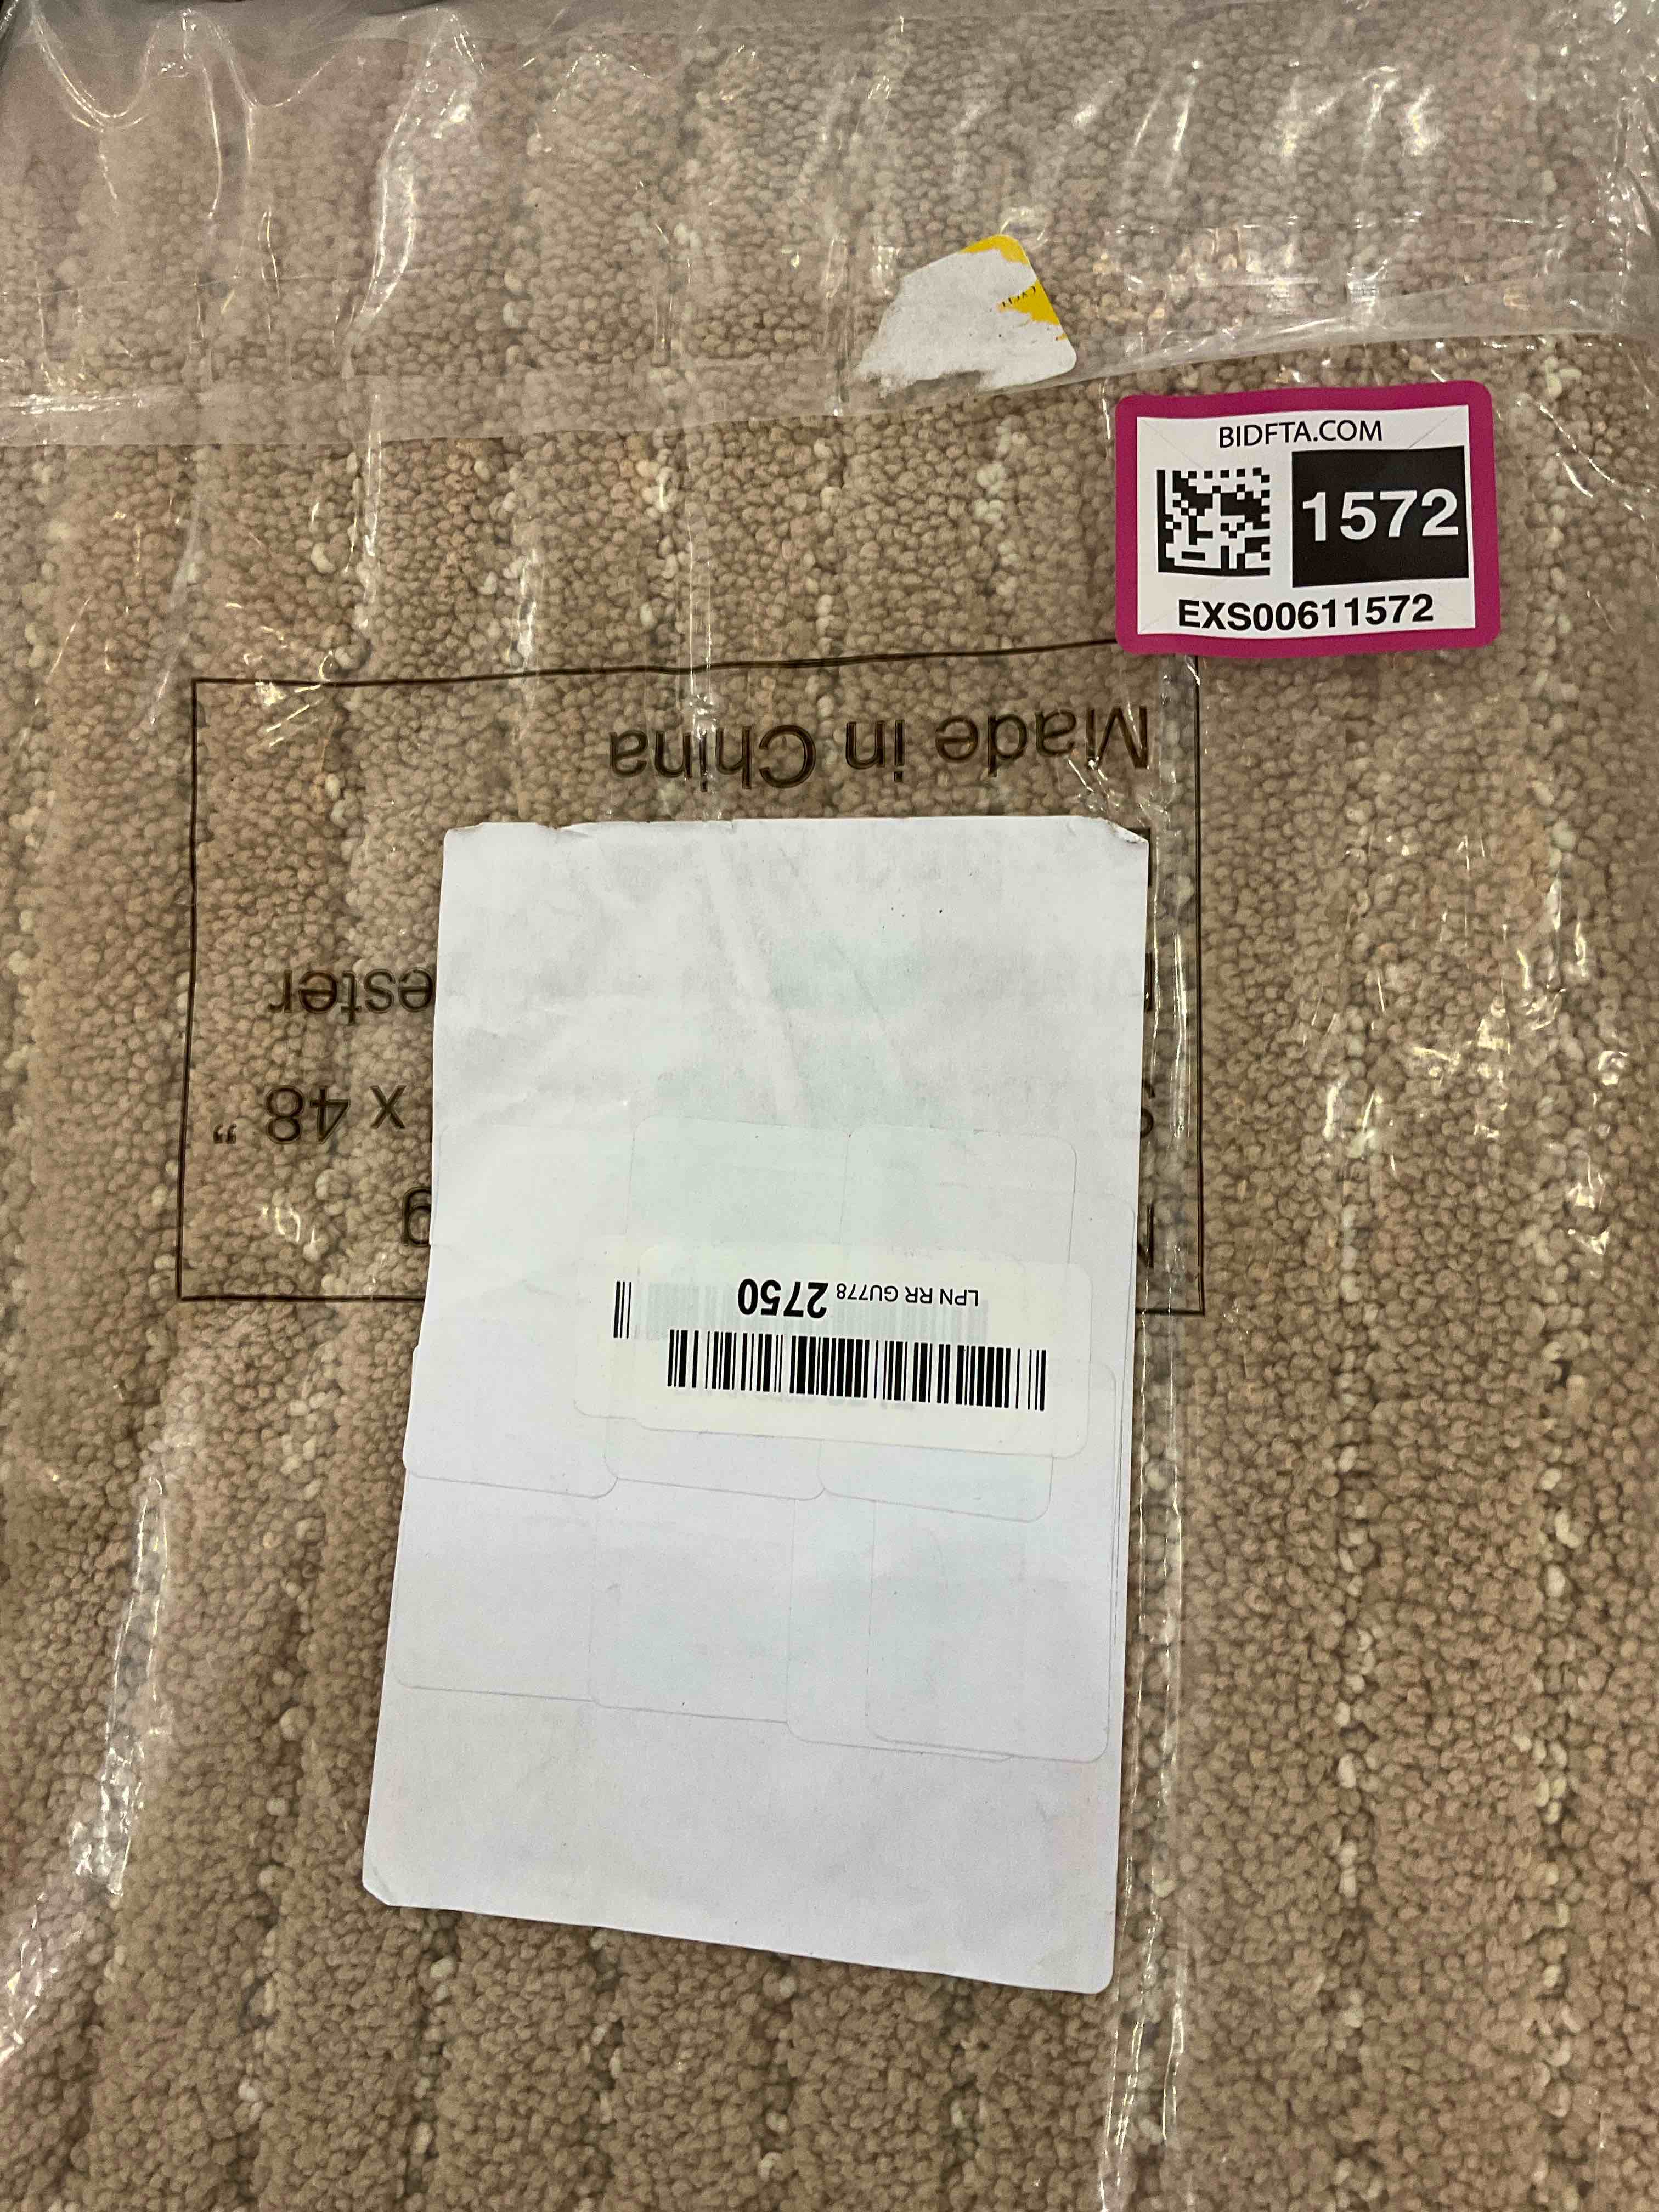 BIDFTA.COM
1572
EXS00611572
Made in China
ester
x 48 "
g
LPN RR GU778 2750